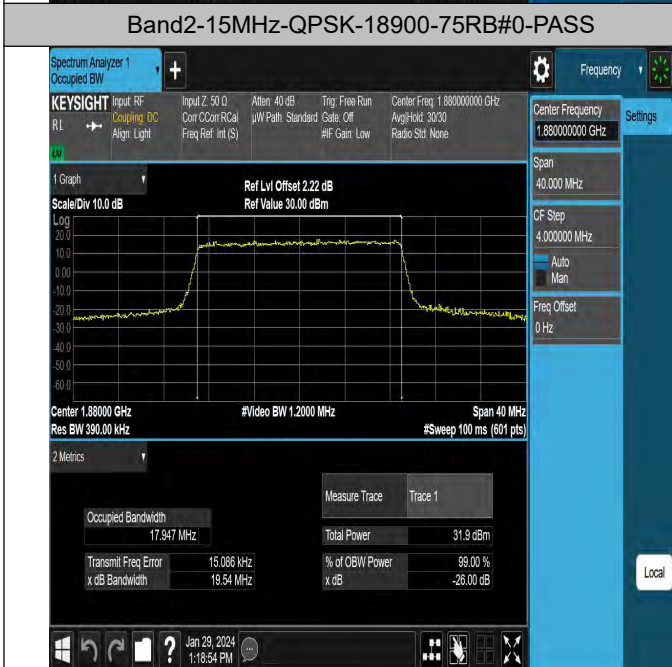 Band2-15MHz-QPSK-18900-75RB#0-PASS
Spectrum Analyzer 1
Occupied BW
+
Frequency
KEYSIGHT
RL
Input: RF
Coupling: DC
Align: Light
Input Z: 50 Ω
Corr CCorr RCal
Freq Ref: Int (S)
Atten: 40 dB
µW Path: Standard
Trig: Free Run
Gate: Off
#IF Gain: Low
Center Freq: 1.880000000 GHz
Avg|Hold: 30/30
Radio Std: None
Center Frequency
1.880000000 GHz
Settings
Span
40.000 MHz
CF Step
4.000000 MHz
Auto
Man
Freq Offset
0 Hz
Local
1 Graph
Scale/Div 10.0 dB
Ref Lvl Offset 2.22 dB
Ref Value 30.00 dBm
Log
20.0
10.0
0.00
-10.0
-20.0
-30.0
-40.0
-50.0
-60.0
Center 1.88000 GHz
#Video BW 1.2000 MHz
Span 40 MHz
Res BW 390.00 kHz
#Sweep 100 ms (601 pts)
2 Metrics
Measure Trace Trace 1
Occupied Bandwidth
17.947 MHz
Total Power 31.9 dBm
Transmit Freq Error 15.086 kHz
% of OBW Power 99.00 %
x dB Bandwidth 19.54 MHz
x dB -26.00 dB
?
Jan 29, 2024
1:18:54 PM